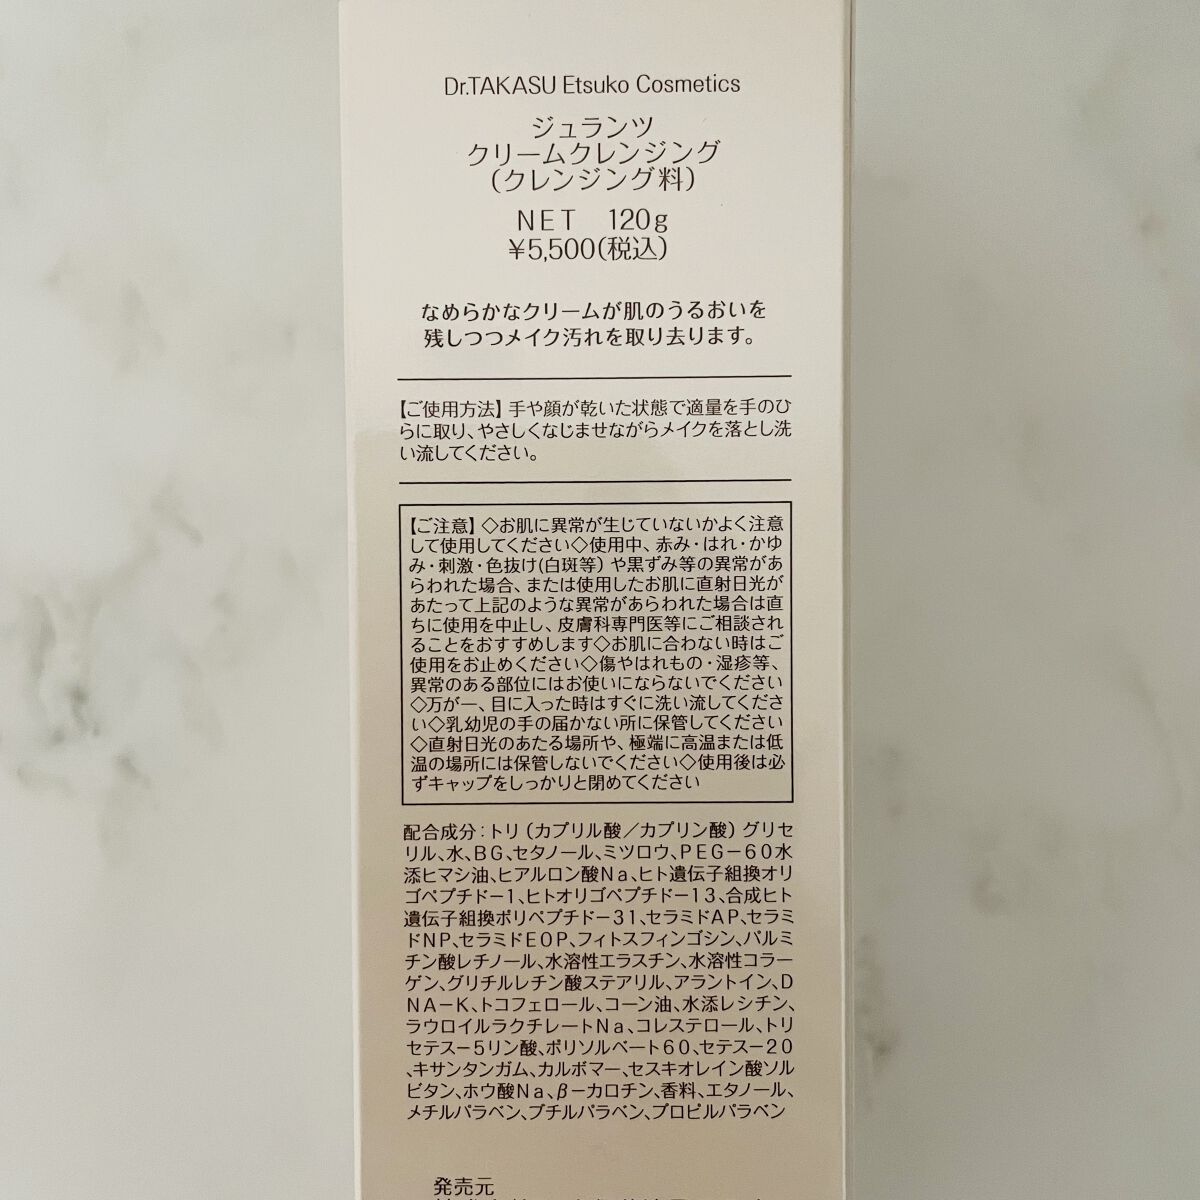 Dr.TAKASU Etsuko Cosmetics
ジュランツ
クリームクレンジング
(クレンジング料)
NET 120g
¥5,500(税込)
なめらかなクリームが肌のうるおいを
残しつつメイク汚れを取り去ります。
【ご使用方法】手や顔が乾いた状態で適量を手のひ
らに取り、やさしくなじませながらメイクを落とし洗
い流してください。
【ご注意】◇お肌に異常が生じていないかよく注意
して使用してください◇使用中、赤み・はれ・かゆ
み・刺激・色抜け(白斑等)や黒ずみ等の異常があ
らわれた場合、または使用したお肌に直射日光が
あたって上記のような異常があらわれた場合は直
ちに使用を中止し、皮膚科専門医等にご相談され
ることをおすすめします◇お肌に合わない時はご
使用をお止めください◇傷やはれもの・湿疹等、
異常のある部位にはお使いにならないでください
◇万が一、目に入った時はすぐに洗い流してくださ
い◇乳幼児の手の届かない所に保管してください
◇直射日光のあたる場所や、極端に高温または低
温の場所には保管しないでください◇使用後は必
ずキャップをしっかりと閉めてください
配合成分:トリ(カプリル酸/カプリン酸)グリセ
リル、水、BG、セタノール、ミツロウ、PEG-60水
添ヒマシ油、ヒアルロン酸Na、ヒト遺伝子組換オリ
ゴペプチド-1、ヒトオリゴペプチド-13、合成ヒト
遺伝子組換ポリペプチド-31、セラミドAP、セラミ
ドNP、セラミドEOP、フィトスフィンゴシン、パルミ
チン酸レチノール、水溶性エラスチン、水溶性コラー
ゲン、グリチルレチン酸ステアリル、アラントイン、D
NA-K、トコフェロール、コーン油、水添レシチン、
ラウロイルラクチレートNa、コレステロール、トリ
セテス-5リン酸、ポリソルベート60、セテス-20
、キサンタンガム、カルボマー、セスキオレイン酸ソル
ビタン、ホウ酸Na、β-カロチン、香料、エタノール、
メチルパラベン、ブチルパラベン、プロピルパラベン
発売元